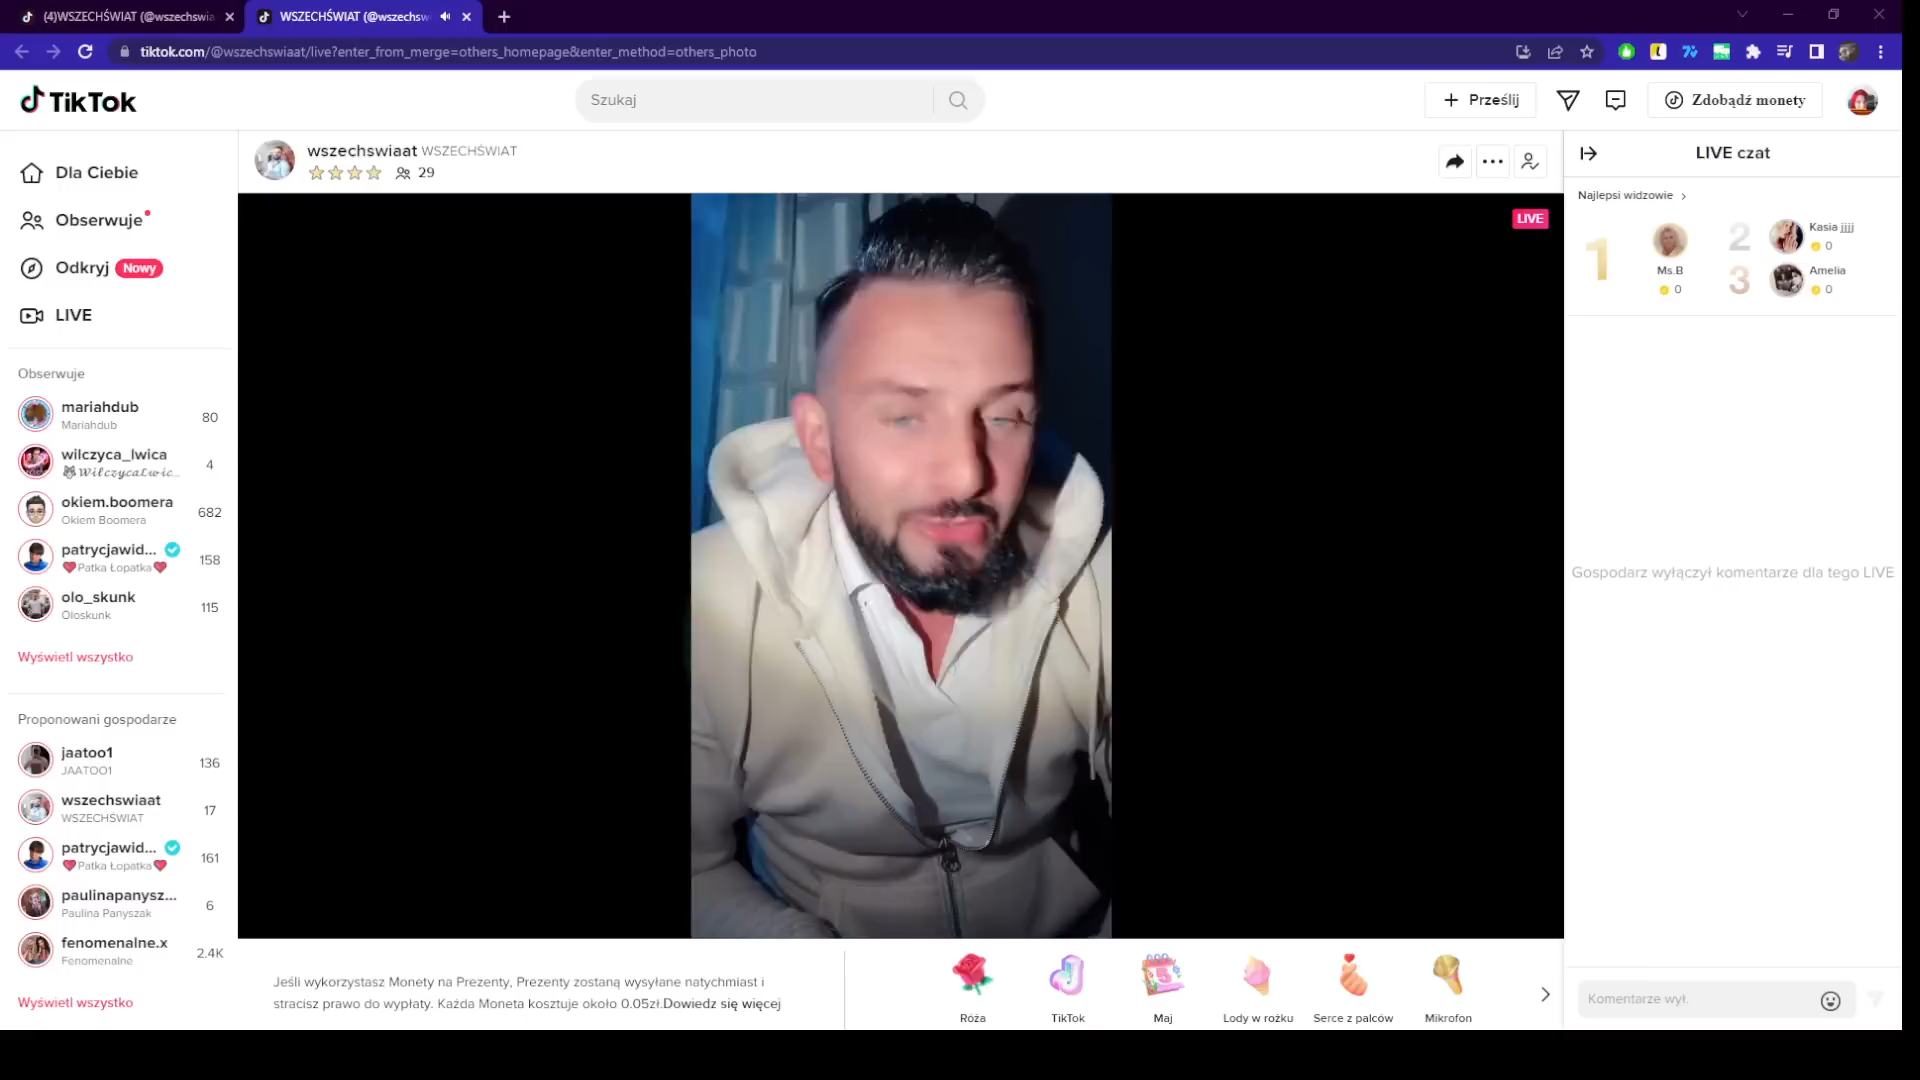 (4)WSZECHŚWIAT (@wszechswia
WSZECHŚWIAT (@wszechsw
tiktok.com/@wszechswiaat/live?enter_from_merge=others_homepage&enter_method=others_photo
TikTok
Szukaj
Prześlij
Zdobądź monety
Dla Ciebie
Obserwuje
Odkryj Nowy
LIVE
Obserwuje
mariahdub
Mariahdub
80
wilczyca_lwica
𝓦𝓲𝓵𝓬𝔃𝔂𝓬𝓪𝓛𝔀𝓲𝓬...
4
okiem.boomera
Okiem Boomera
682
patrycjawid...
❤️Patka Łopatka❤️
158
olo_skunk
Oloskunk
115
Wyświetl wszystko
Proponowani gospodarze
jaatoo1
JAATOO1
136
wszechswiaat
WSZECHŚWIAT
17
patrycjawid...
❤️Patka Łopatka❤️
161
paulinapanysz...
Paulina Panyszak
6
fenomenalne.x
Fenomenalne
2.4K
Wyświetl wszystko
wszechswiaat WSZECHŚWIAT
29
LIVE
Jeśli wykorzystasz Monety na Prezenty, Prezenty zostaną wysyłane natychmiast i
stracisz prawo do wypłaty. Każda Moneta kosztuje około 0.05zł.Dowiedz się więcej
Róża
TikTok
5
Maj
Lody w rożku
Serce z palców
Mikrofon
LIVE czat
Najlepsi widzowie
1
Ms.B
0
2
Kasia jjjj
0
3
Amelia
0
Gospodarz wyłączył komentarze dla tego LIVE
Komentarze wył.